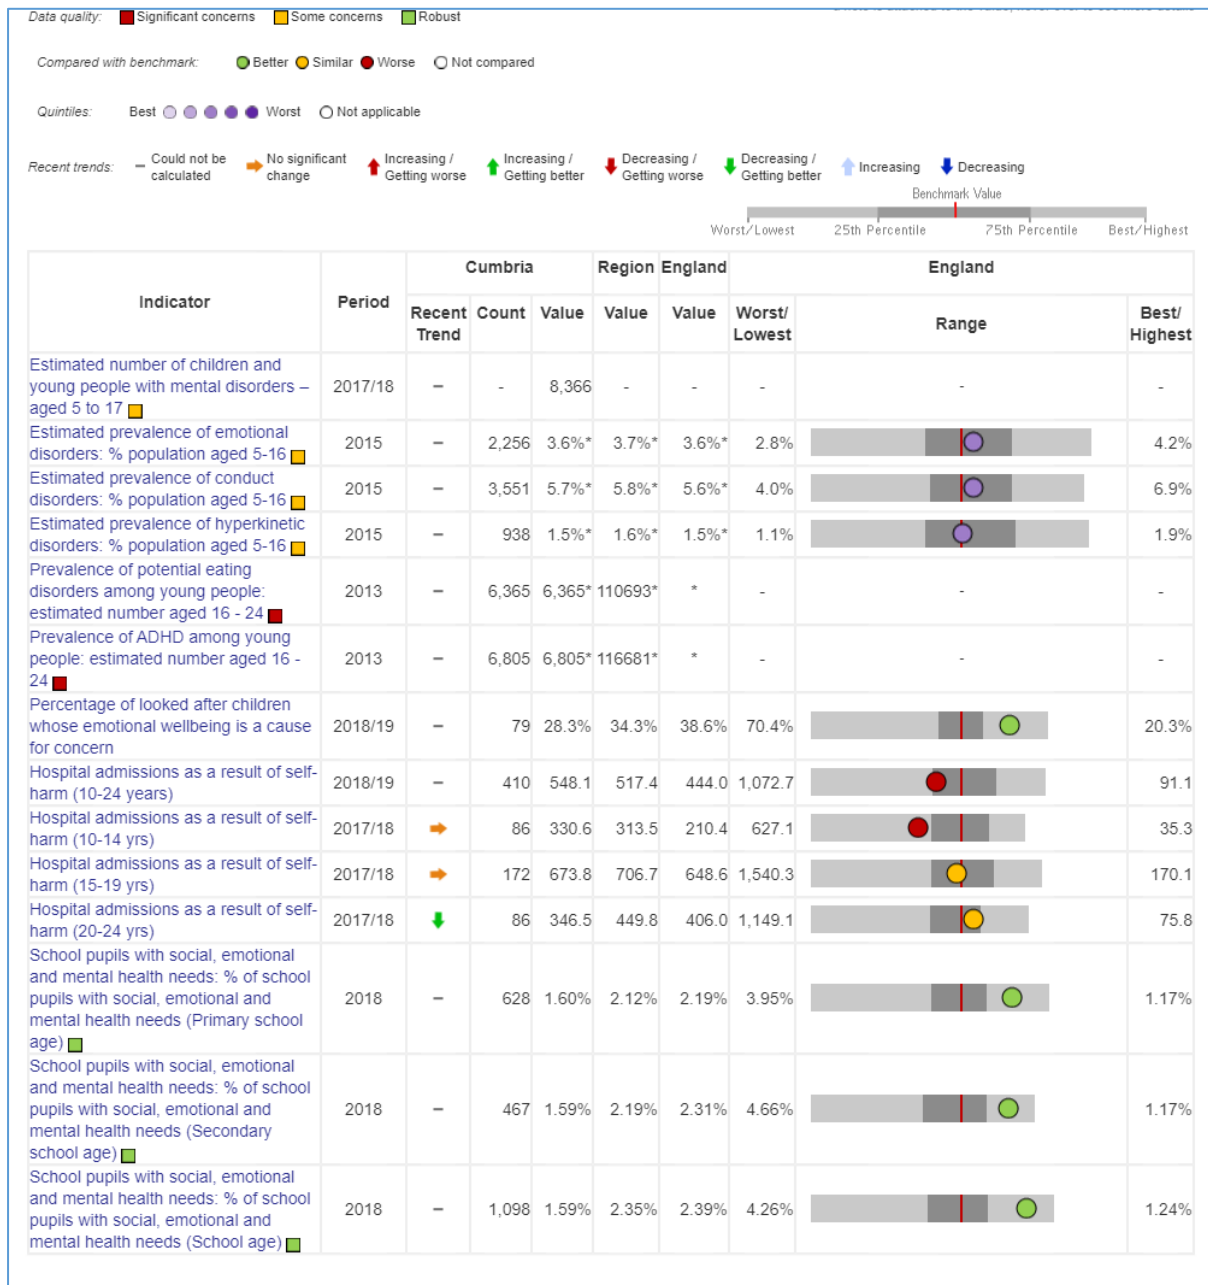 Data quality: Significant concerns Some concerns Robust
Compared with benchmark: Better Similar Worse Not compared
Quintiles: Best Worst Not applicable
Recent trends: – Could not be calculated No significant change Increasing / Getting worse Increasing / Getting better Decreasing / Getting worse Decreasing / Getting better Increasing Decreasing
Benchmark Value
Worst/Lowest 25th Percentile 75th Percentile Best/Highest
Cumbria Region England England
Indicator Period Recent Trend Count Value Value Value Worst/ Lowest Range Best/ Highest
Estimated number of children and
young people with mental disorders – 2017/18 – - 8,366 - - - - -
aged 5 to 17
Estimated prevalence of emotional
disorders: % population aged 5-16 2015 – 2,256 3.6%* 3.7%* 3.6%* 2.8% 4.2%
Estimated prevalence of conduct
disorders: % population aged 5-16 2015 – 3,551 5.7%* 5.8%* 5.6%* 4.0% 6.9%
Estimated prevalence of hyperkinetic
disorders: % population aged 5-16 2015 – 938 1.5%* 1.6%* 1.5%* 1.1% 1.9%
Prevalence of potential eating
disorders among young people: 2013 – 6,365 6,365* 110693* * - - -
estimated number aged 16 - 24
Prevalence of ADHD among young
people: estimated number aged 16 - 2013 – 6,805 6,805* 116681* * - - -
24
Percentage of looked after children
whose emotional wellbeing is a cause 2018/19 – 79 28.3% 34.3% 38.6% 70.4% 20.3%
for concern
Hospital admissions as a result of self-
harm (10-24 years) 2018/19 – 410 548.1 517.4 444.0 1,072.7 91.1
Hospital admissions as a result of self-
harm (10-14 yrs) 2017/18 86 330.6 313.5 210.4 627.1 35.3
Hospital admissions as a result of self-
harm (15-19 yrs) 2017/18 172 673.8 706.7 648.6 1,540.3 170.1
Hospital admissions as a result of self-
harm (20-24 yrs) 2017/18 86 346.5 449.8 406.0 1,149.1 75.8
School pupils with social, emotional
and mental health needs: % of school
pupils with social, emotional and 2018 – 628 1.60% 2.12% 2.19% 3.95% 1.17%
mental health needs (Primary school
age)
School pupils with social, emotional
and mental health needs: % of school
pupils with social, emotional and 2018 – 467 1.59% 2.19% 2.31% 4.66% 1.17%
mental health needs (Secondary
school age)
School pupils with social, emotional
and mental health needs: % of school
pupils with social, emotional and 2018 – 1,098 1.59% 2.35% 2.39% 4.26% 1.24%
mental health needs (School age)